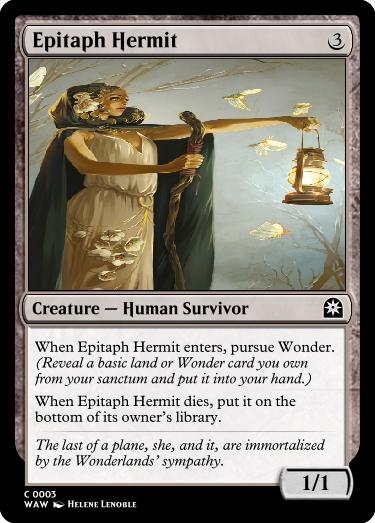 Epitaph Hermit 3
Creature — Human Survivor
When Epitaph Hermit enters, pursue Wonder.
(Reveal a basic land or Wonder card you own
from your sanctum and put it into your hand.)
When Epitaph Hermit dies, put it on the
bottom of its owner's library.
The last of a plane, she, and it, are immortalized
by the Wonderlands' sympathy.
1/1
C 0003
WAW Helene Lenoble